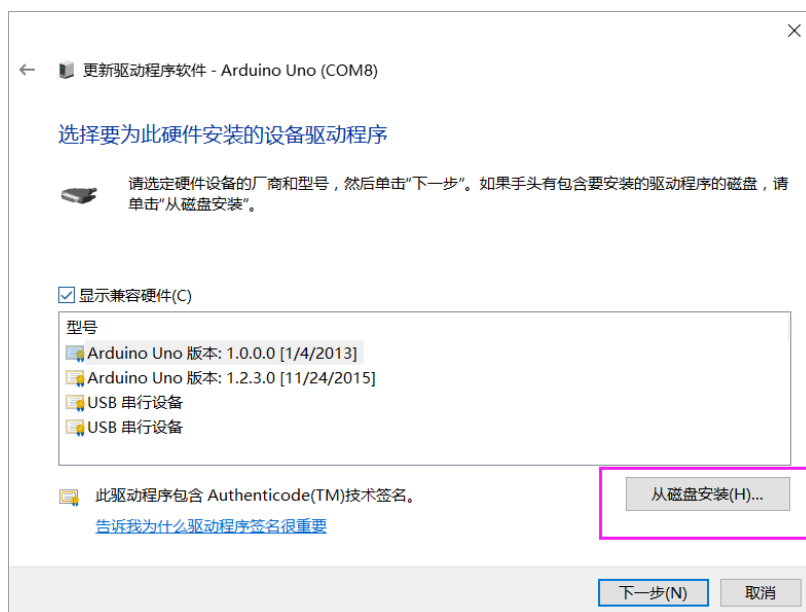 更新驱动程序软件 - Arduino Uno (COM8)
选择要为此硬件安装的设备驱动程序
请选定硬件设备的厂商和型号，然后单击"下一步"。如果手头有包含要安装的驱动程序的磁盘，请
单击"从磁盘安装"。
显示兼容硬件(C)
型号
Arduino Uno 版本: 1.0.0.0 [1/4/2013]
Arduino Uno 版本: 1.2.3.0 [11/24/2015]
USB 串行设备
USB 串行设备
此驱动程序包含 Authenticode(TM)技术签名。
从磁盘安装(H)...
告诉我为什么驱动程序签名很重要
下一步(N)
取消